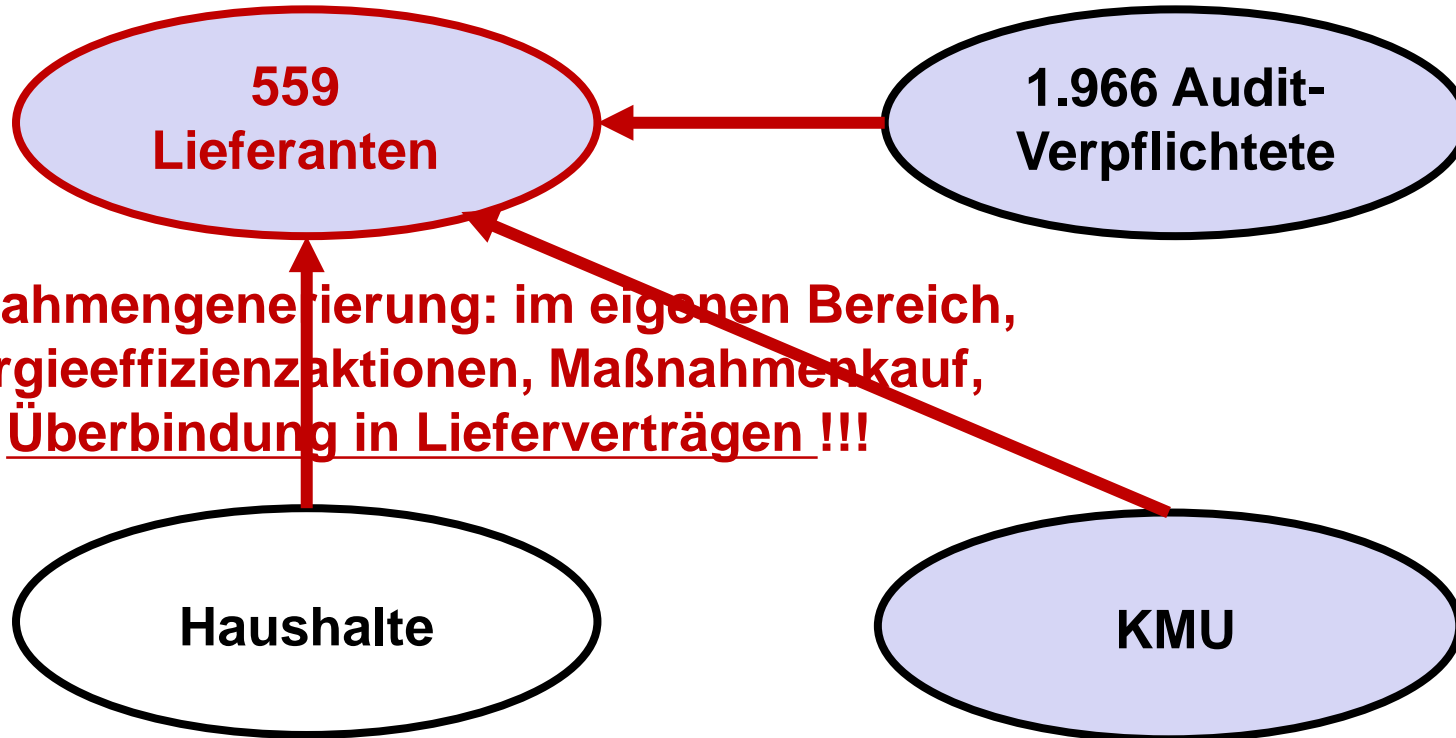 559
Lieferanten
1.966 Audit-
Verpflichtete
ahmengenerierung: im eigenen Bereich,
rgieeffizienzaktionen, Maßnahmenkauf,
Überbindung in Lieferverträgen !!!
Haushalte
KMU